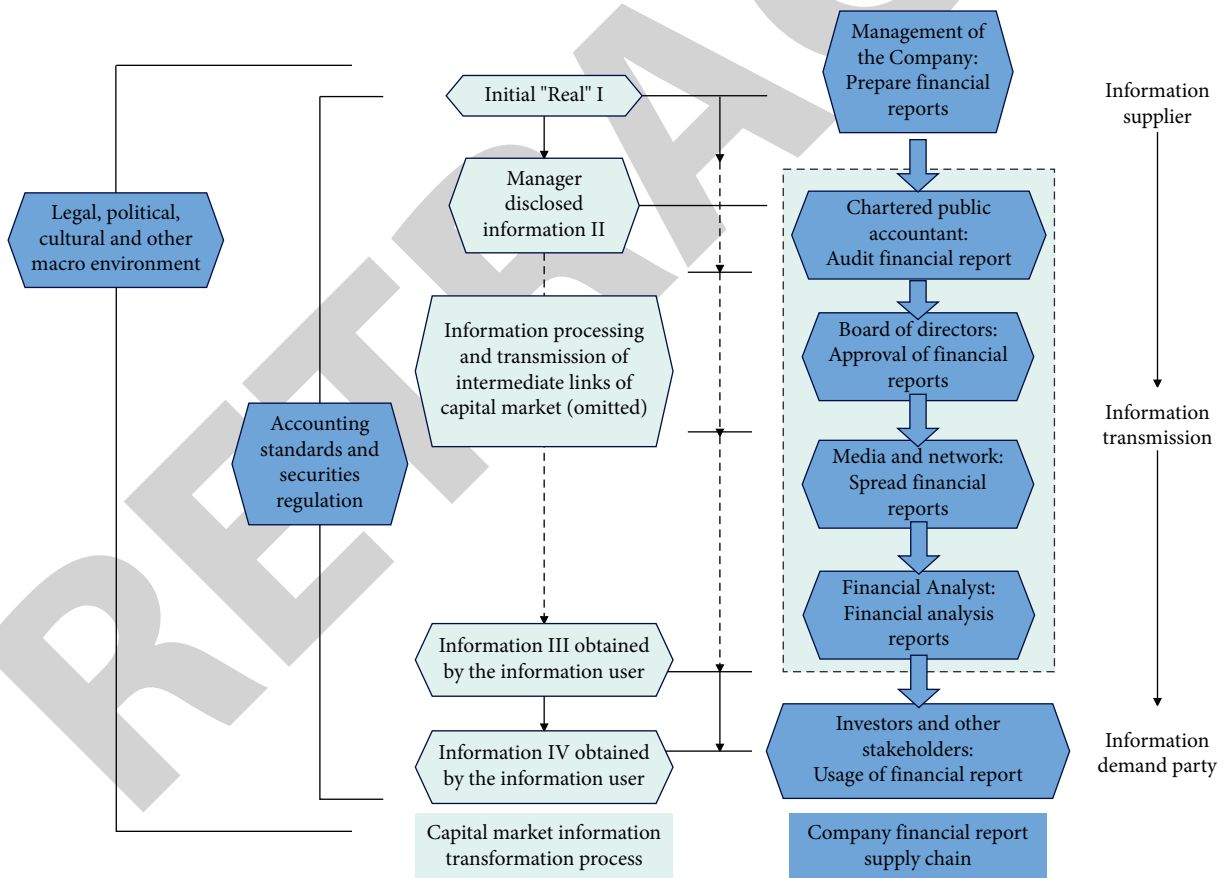 Legal, political,
cultural and other
macro environment
Accounting
standards and
securities
regulation
Initial "Real" I
Manager
disclosed
information II
Information processing
and transmission of
intermediate links of
capital market (omitted)
Information III obtained
by the information user
Information IV obtained
by the information user
Capital market information
transformation process
Management of
the Company:
Prepare financial
reports
Chartered public
accountant:
Audit financial report
Board of directors:
Approval of financial
reports
Media and network:
Spread financial
reports
Financial Analyst:
Financial analysis
reports
Investors and other
stakeholders:
Usage of financial report
Company financial report
supply chain
Information
supplier
Information
transmission
Information
demand party